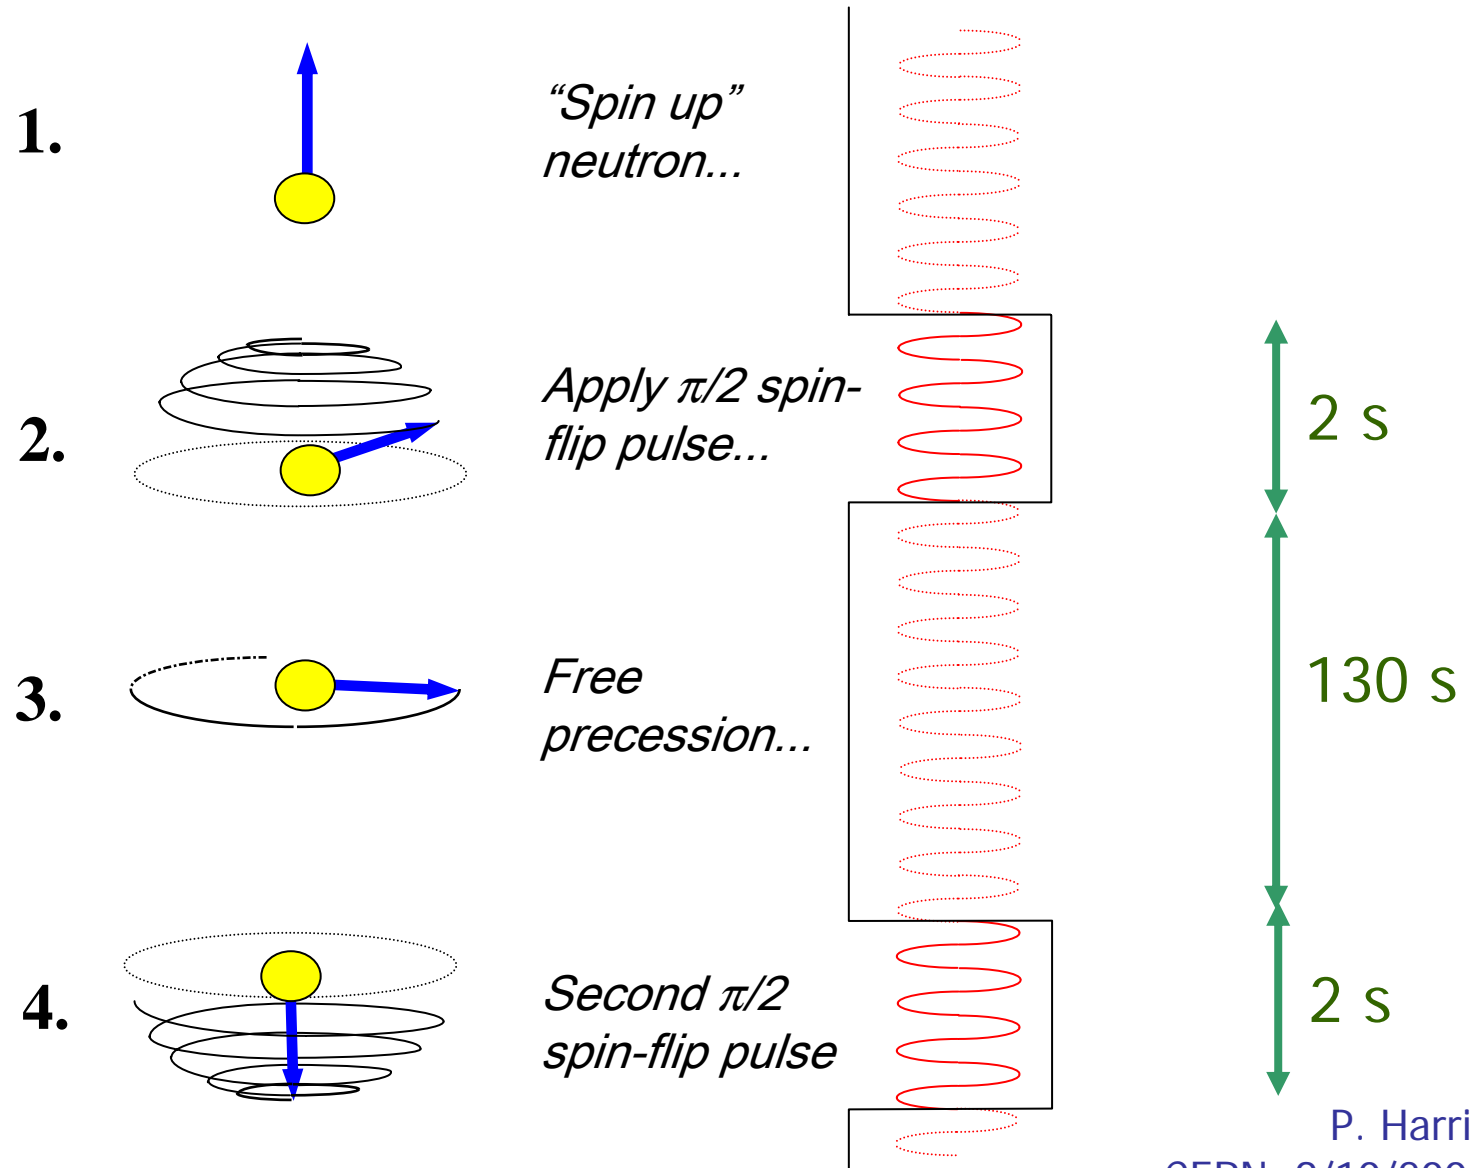 1.
“Spin up”
neutron...
2.
Apply π/2 spin-
flip pulse...
2 s
3.
Free
precession...
130 s
4.
Second π/2
spin-flip pulse
2 s
P. Harri